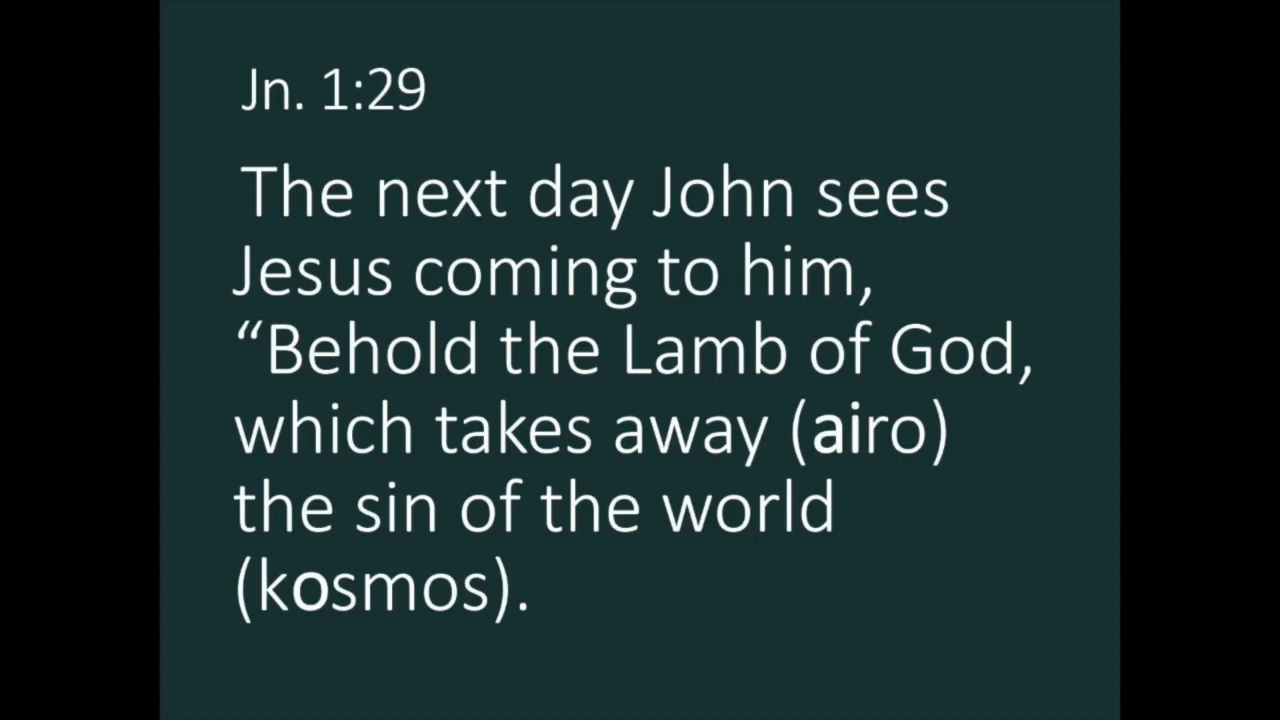 Jn. 1:29
The next day John sees
Jesus coming to him,
“Behold the Lamb of God,
which takes away (airo)
the sin of the world
(kosmos).